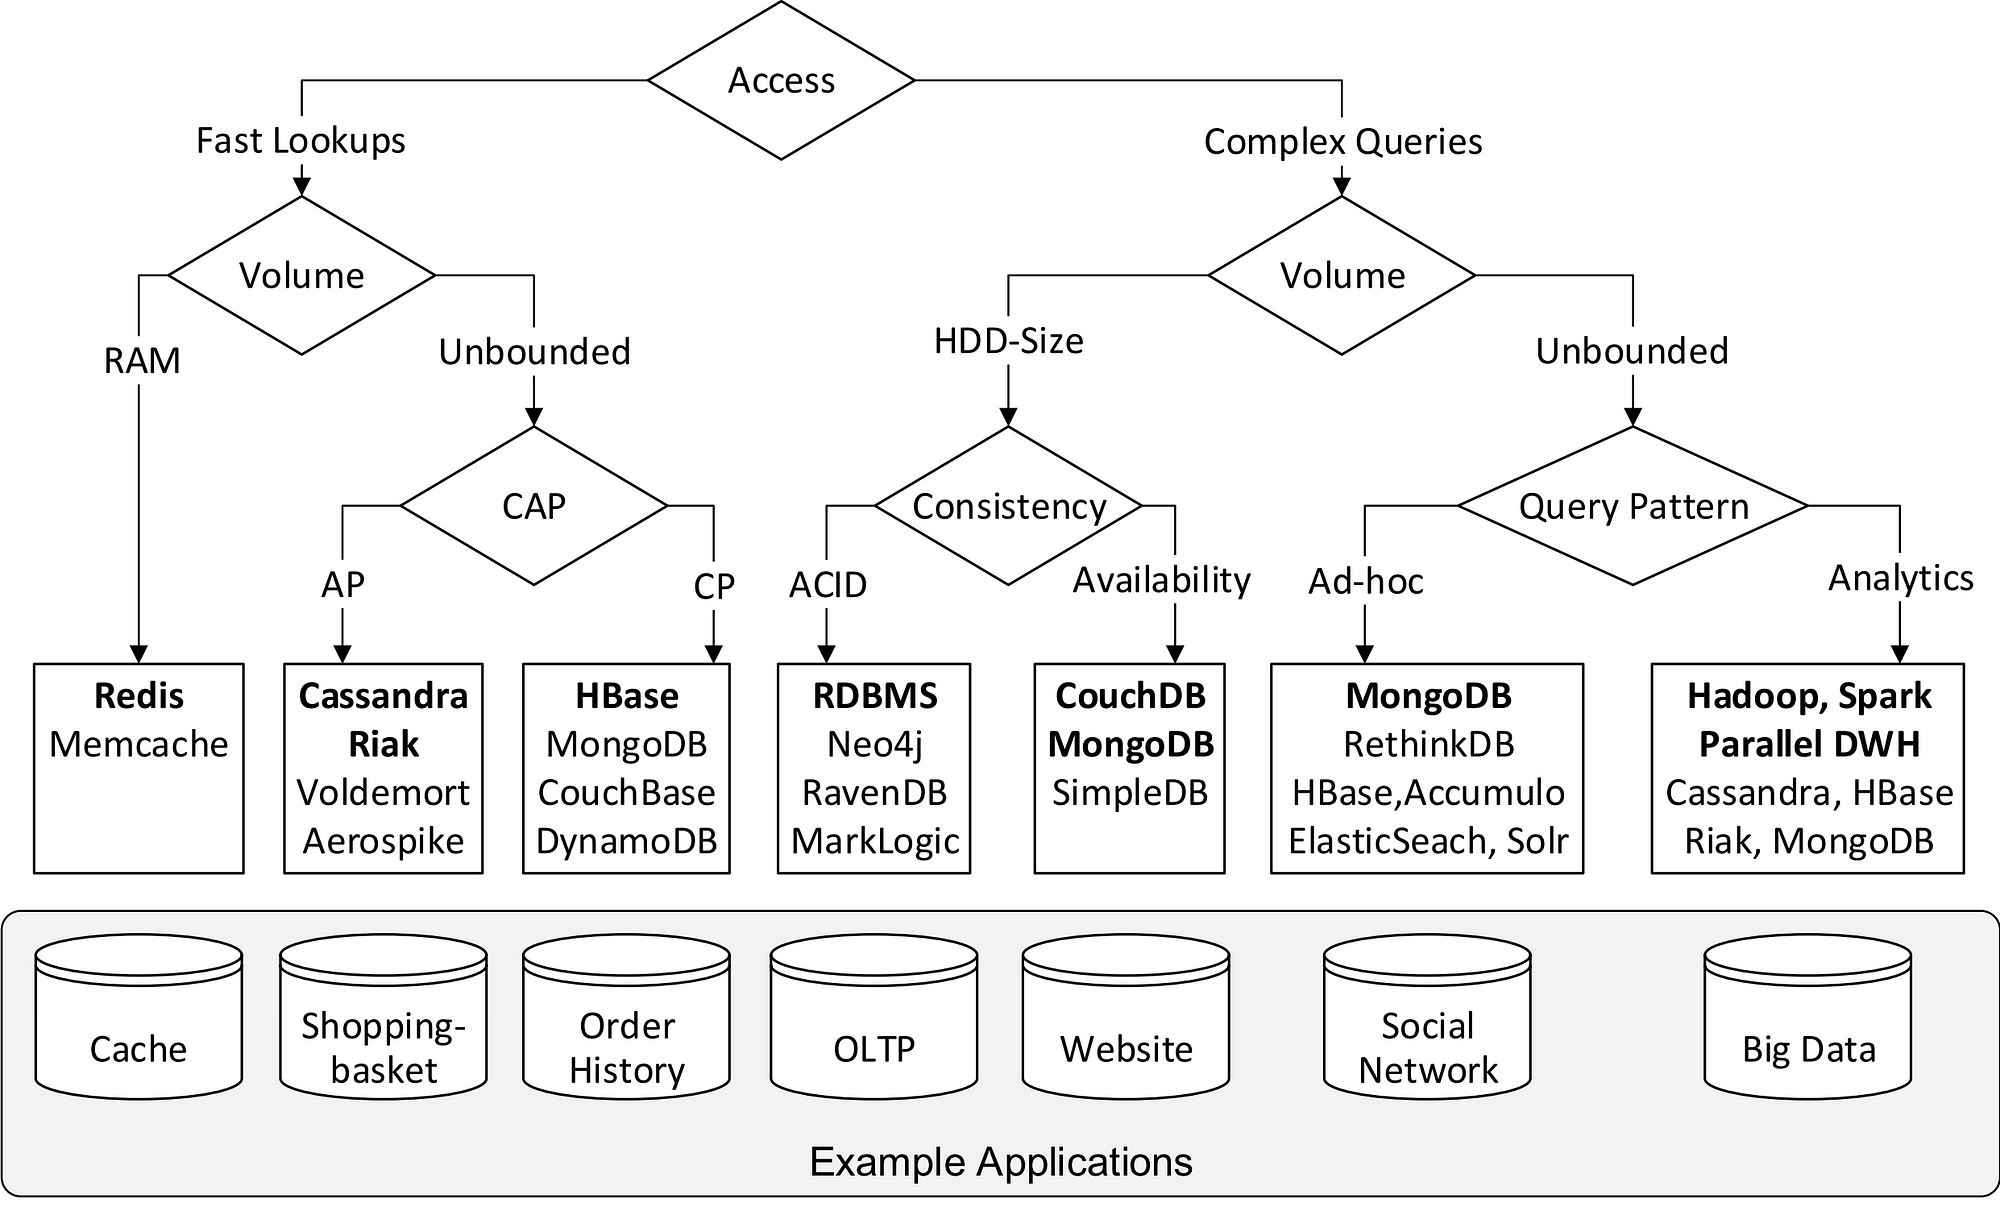 Access
Fast Lookups
Complex Queries
Volume
Volume
RAM
Unbounded
HDD-Size
Unbounded
CAP
Consistency
Query Pattern
AP
CP
ACID
Availability
Ad-hoc
Analytics
Redis
Memcache
Cassandra
Riak
Voldemort
Aerospike
HBase
MongoDB
CouchBase
DynamoDB
RDBMS
Neo4j
RavenDB
MarkLogic
CouchDB
MongoDB
SimpleDB
MongoDB
RethinkDB
HBase,Accumulo
ElasticSeach, Solr
Hadoop, Spark
Parallel DWH
Cassandra, HBase
Riak, MongoDB
Cache
Shopping-
basket
Order
History
OLTP
Website
Social
Network
Big Data
Example Applications